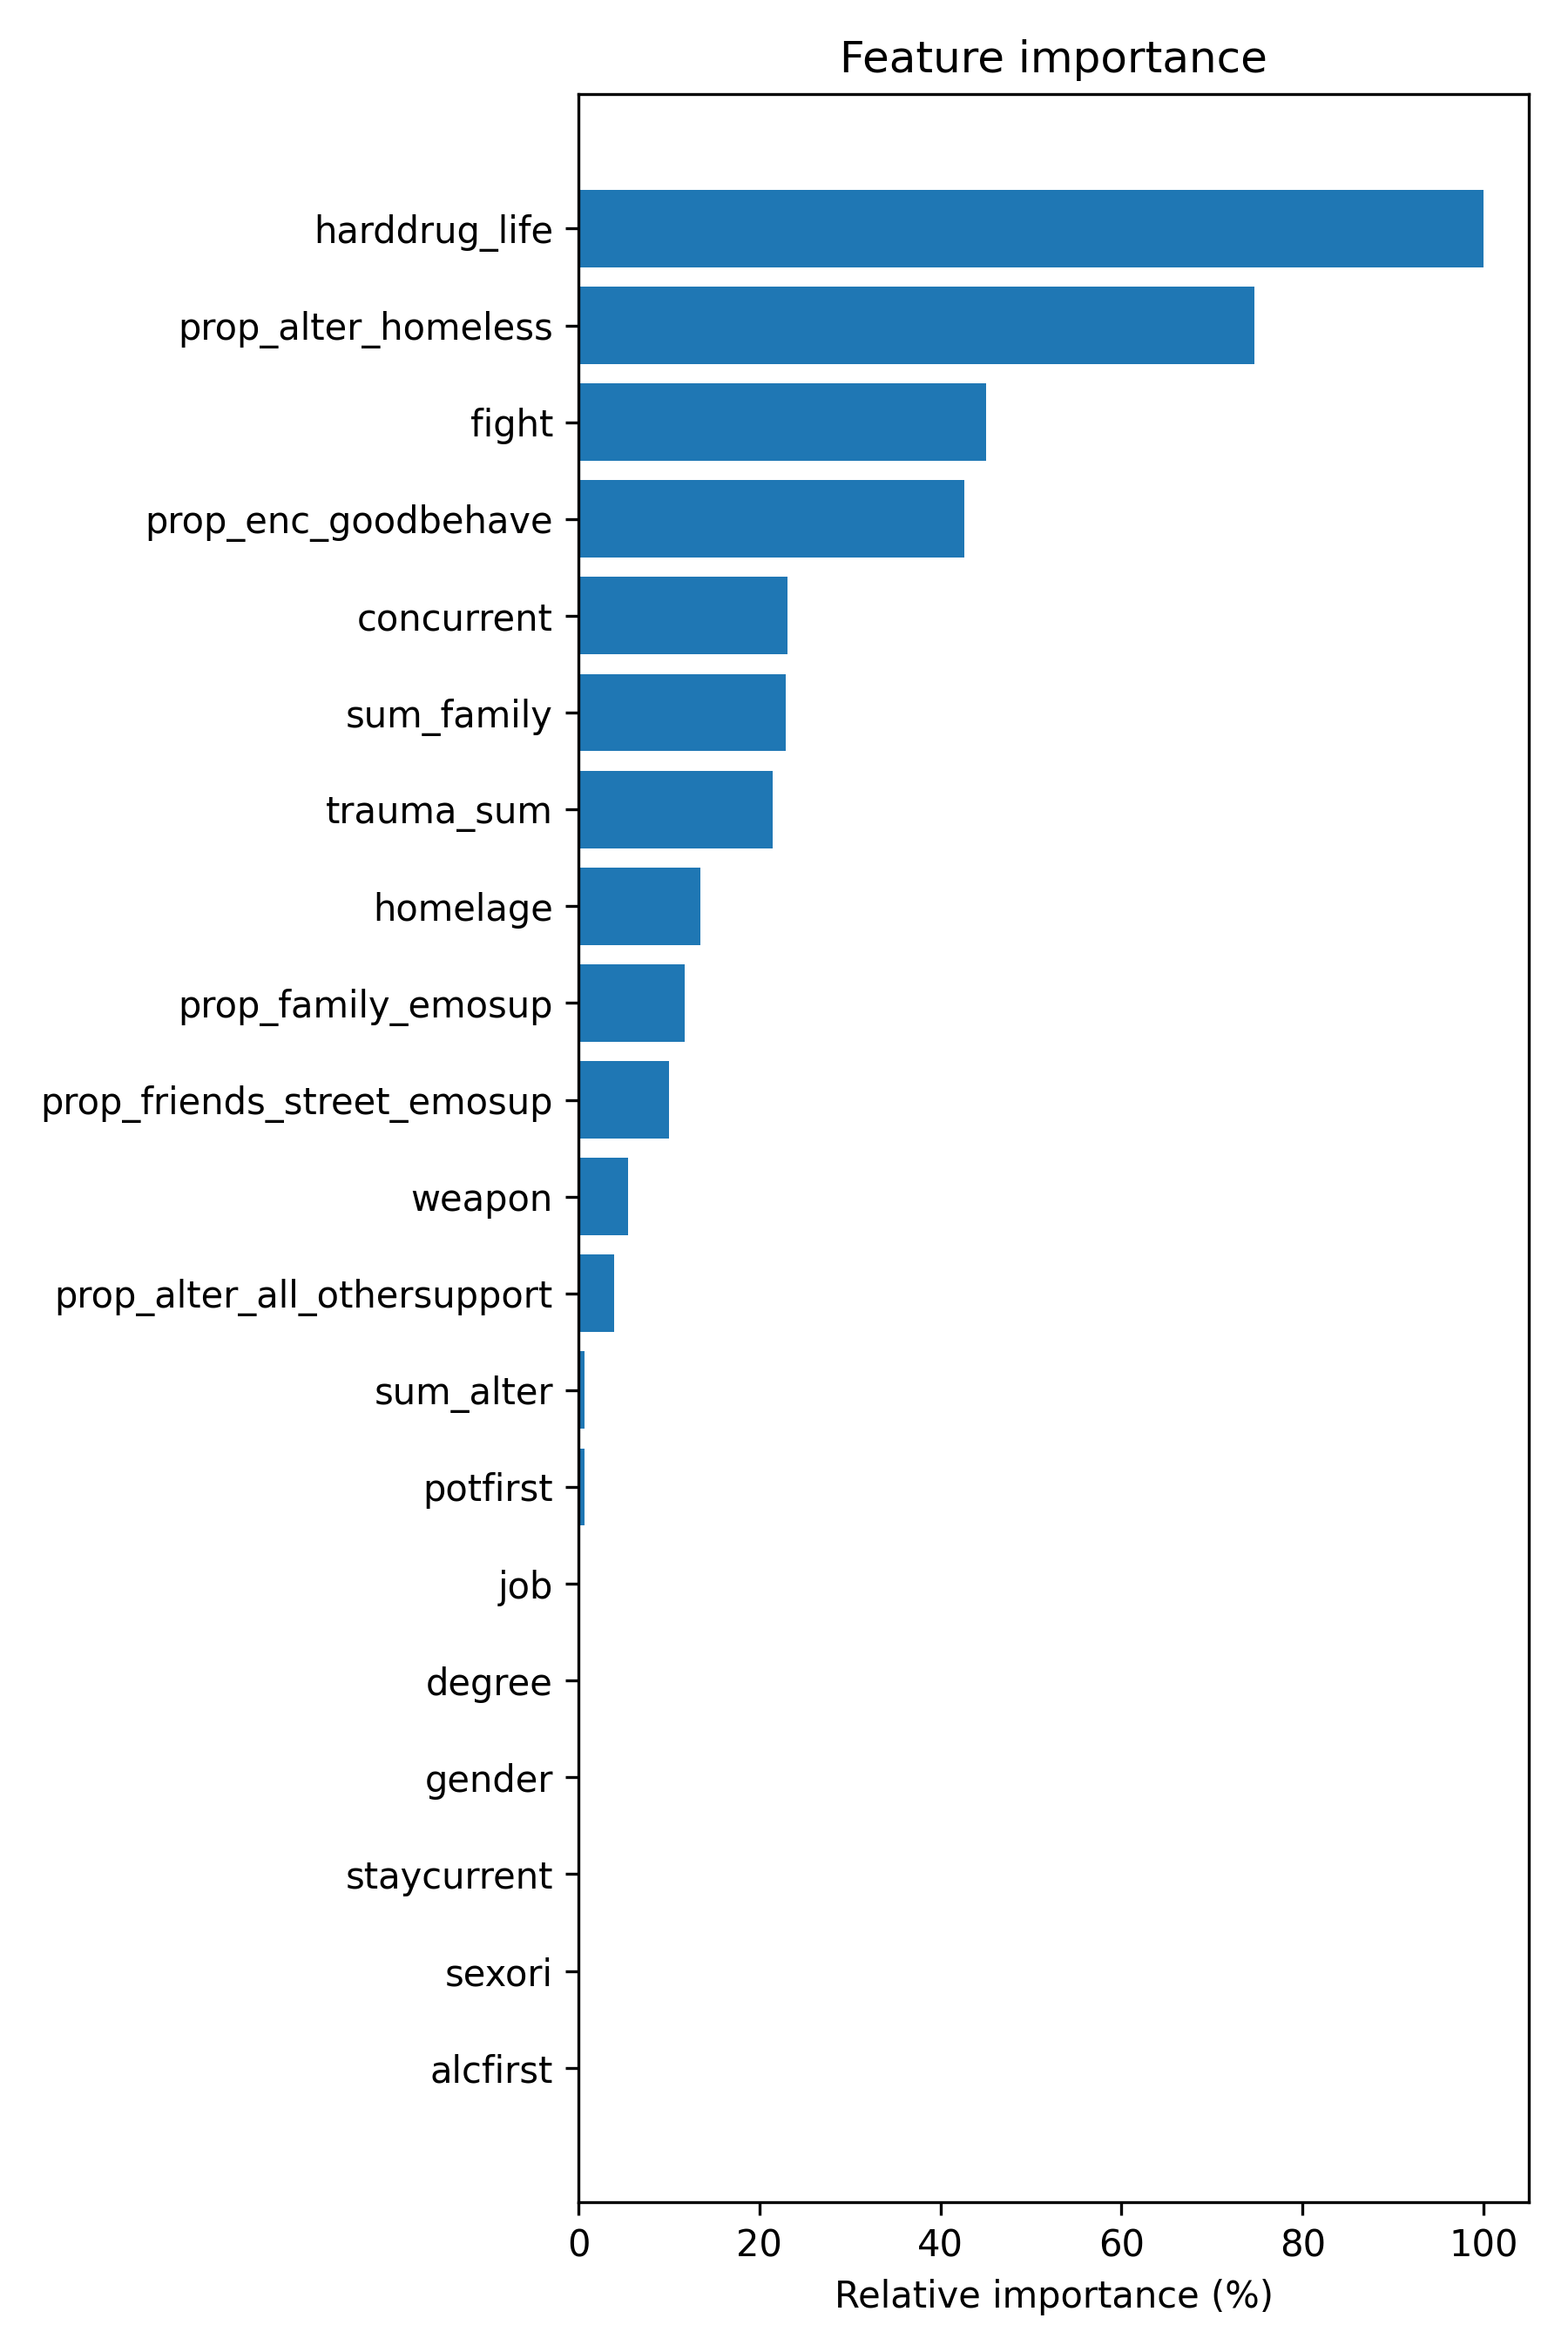 Feature importance
harddrug_life
prop_alter_homeless
fight
prop_enc_goodbehave
concurrent
sum_family
trauma_sum
homelage
prop_family_emosup
prop_friends_street_emosup
weapon
prop_alter_all_othersupport
sum_alter
potfirst
job
degree
gender
staycurrent
sexori
alcfirst
0 20 40 60 80 100
Relative importance (%)